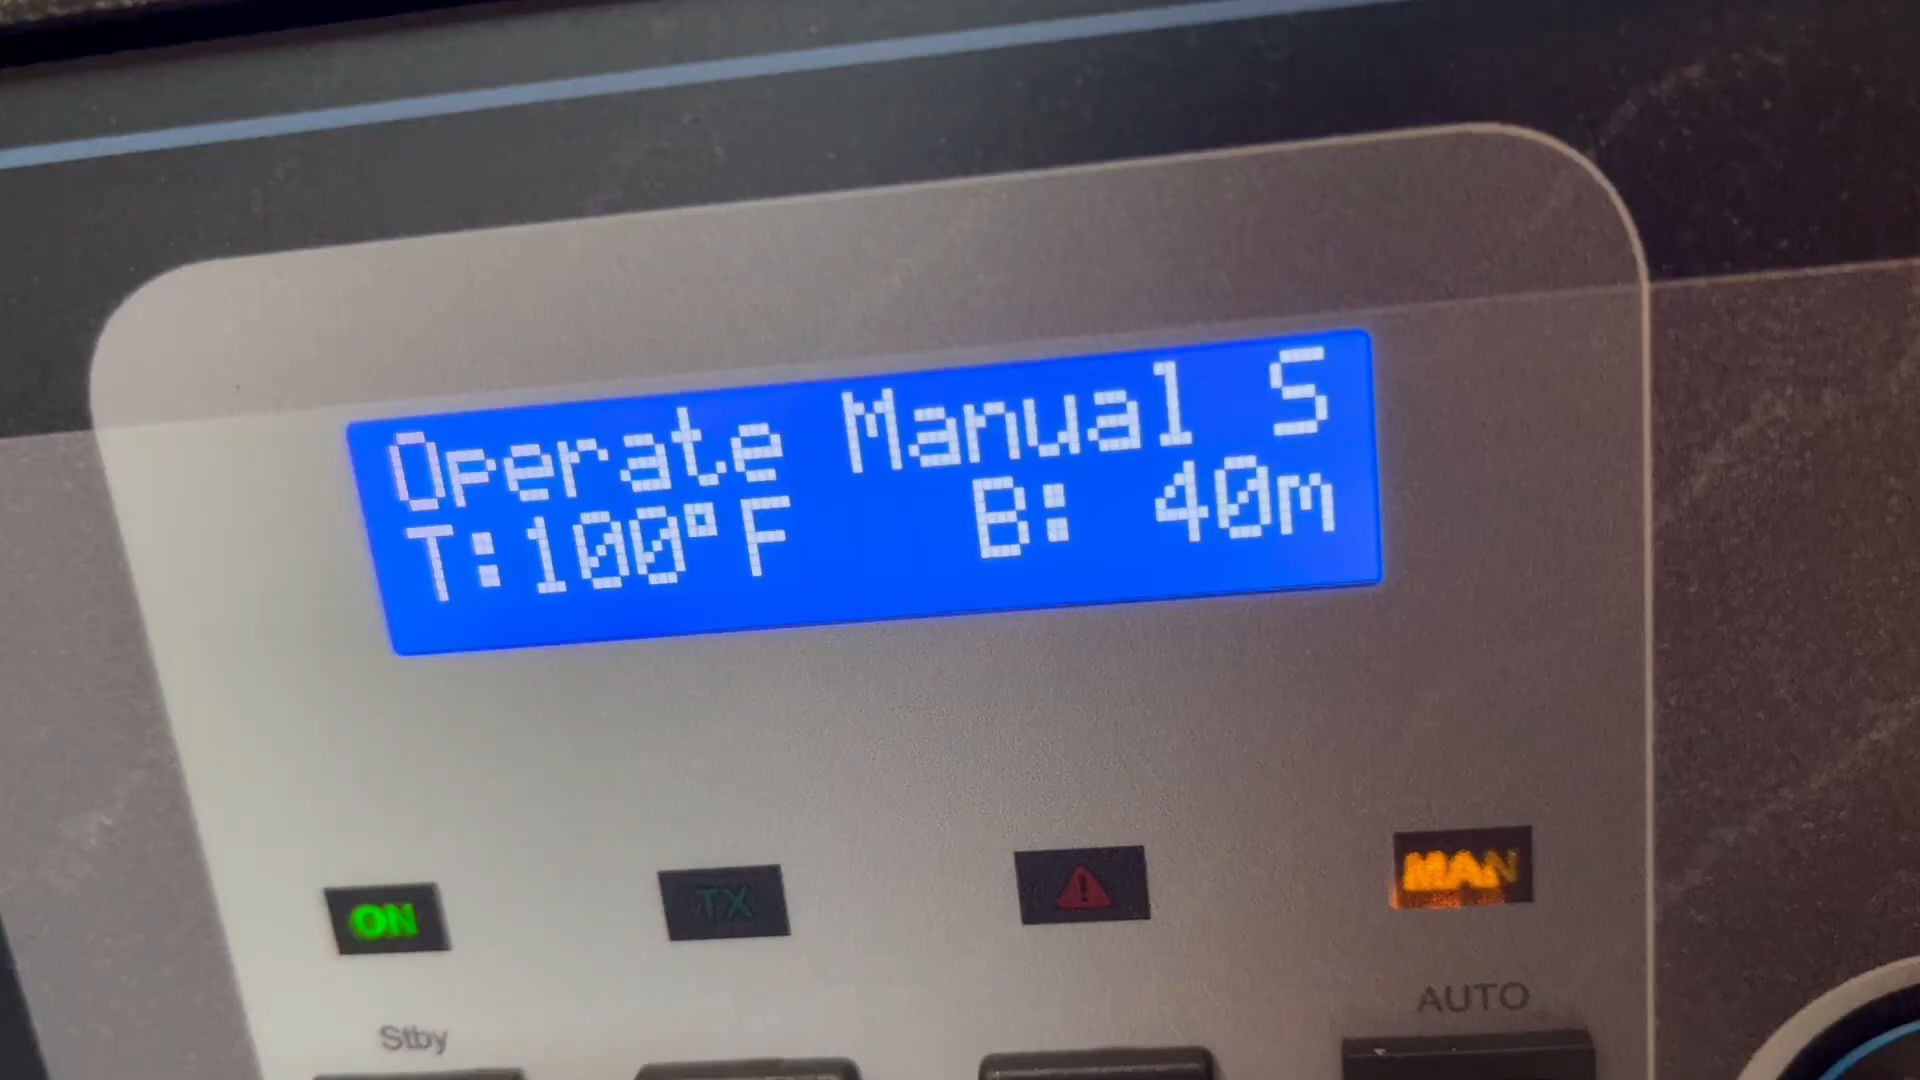 Operate Manual S
T:100°F B: 40m
ON TX ! MAN
AUTO
Stby